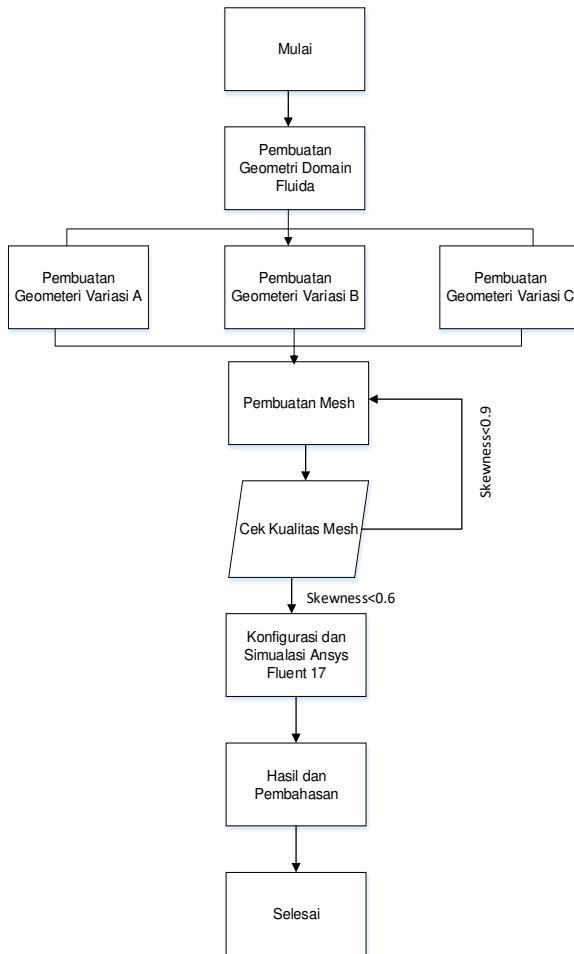 Mulai
Pembuatan
Geometri Domain
Fluida
Pembuatan
Geometeri Variasi A
Pembuatan
Geometeri Variasi B
Pembuatan
Geometeri Variasi C
Pembuatan Mesh
Skewness<0.9
Cek Kualitas Mesh
Skewness<0.6
Konfigurasi dan
Simualasi Ansys
Fluent 17
Hasil dan
Pembahasan
Selesai